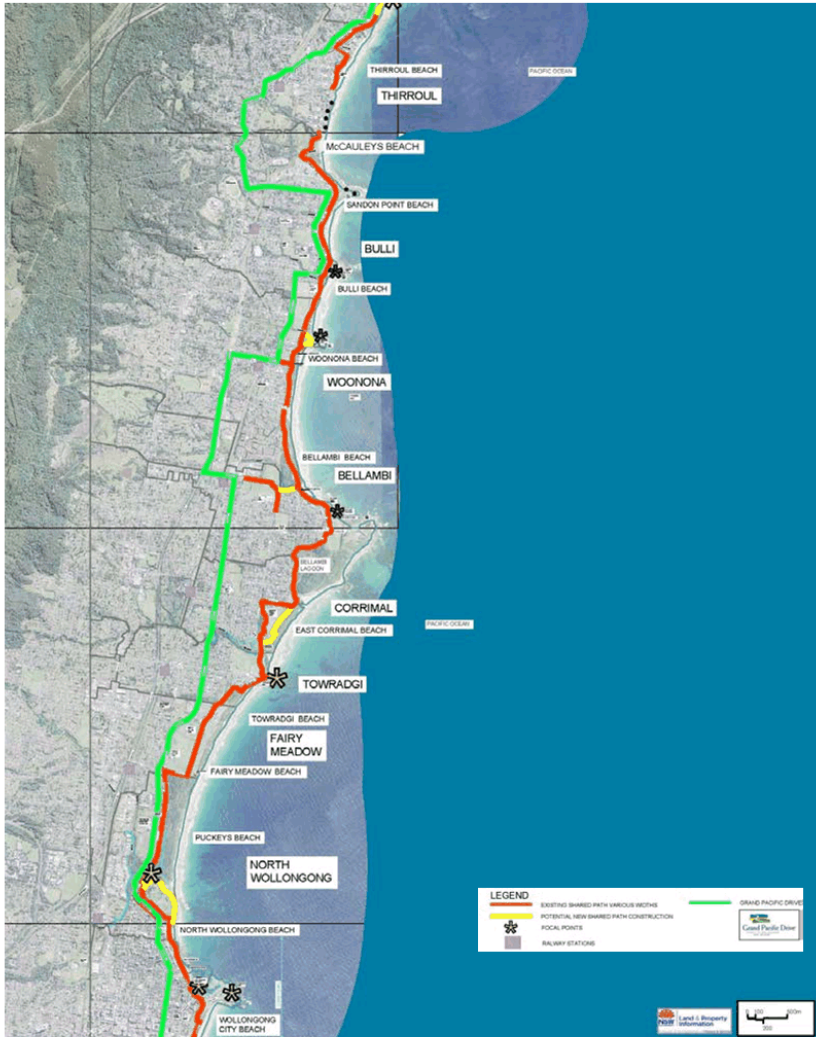 THIRROUL BEACH
PACIFIC OCEAN
THIRROUL
McCAULEYS BEACH
SANDON POINT BEACH
BULLI
BULLI BEACH
WOONONA BEACH
WOONONA
BELLAMBI BEACH
BELLAMBI
BELLAMBI
LAGOON
CORRIMAL
EAST CORRIMAL BEACH
PACIFIC OCEAN
TOWRADGI
TOWRADGI BEACH
FAIRY
MEADOW
FAIRY MEADOW BEACH
PUCKEYS BEACH
NORTH
WOLLONGONG
NORTH WOLLONGONG BEACH
WOLLONGONG
CITY BEACH
LEGEND
EXISTING SHARED PATH VARIOUS WIDTHS
GRAND PACIFIC DRIVE
POTENTIAL NEW SHARED PATH CONSTRUCTION
FOCAL POINTS
Grand Pacific Drive
RALWAY STATIONS
NSW
Land & Property
Information